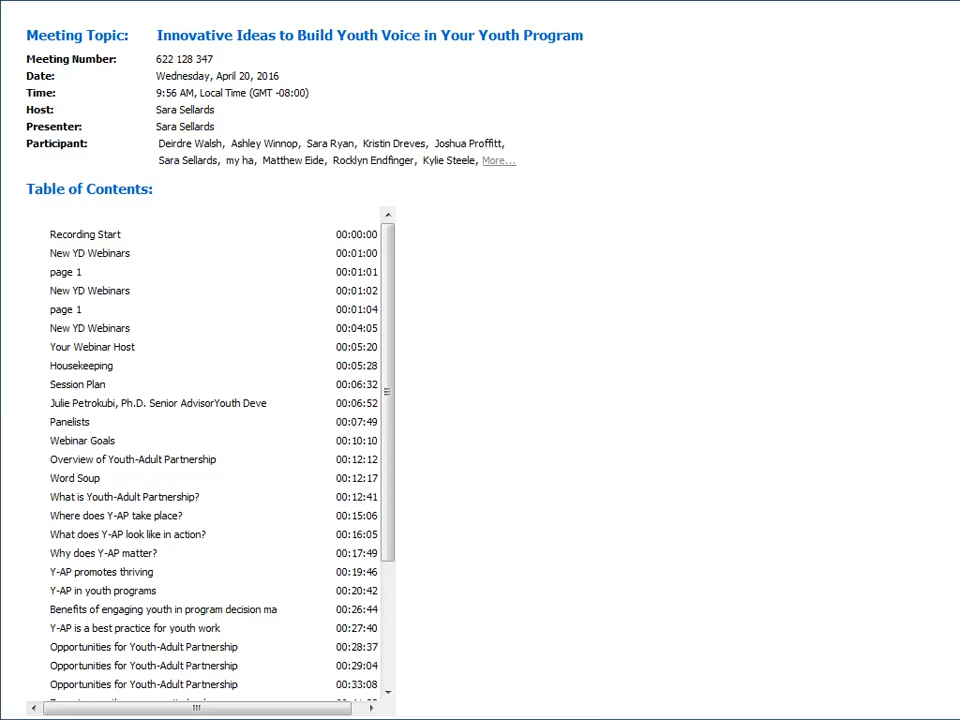 Meeting Topic: Innovative Ideas to Build Youth Voice in Your Youth Program
Meeting Number: 622 128 347
Date: Wednesday, April 20, 2016
Time: 9:56 AM, Local Time (GMT -08:00)
Host: Sara Sellards
Presenter: Sara Sellards
Participant: Deirdre Walsh, Ashley Winnop, Sara Ryan, Kristin Dreves, Joshua Proffitt,
Sara Sellards, my ha, Matthew Eide, Rocklyn Endfinger, Kylie Steele, More...
Table of Contents:
Recording Start 00:00:00
New YD Webinars 00:01:00
page 1 00:01:01
New YD Webinars 00:01:02
page 1 00:01:04
New YD Webinars 00:04:05
Your Webinar Host 00:05:20
Housekeeping 00:05:28
Session Plan 00:06:32
Julie Petrokubi, Ph.D. Senior AdvisorYouth Deve 00:06:52
Panelists 00:07:49
Webinar Goals 00:10:10
Overview of Youth-Adult Partnership 00:12:12
Word Soup 00:12:17
What is Youth-Adult Partnership? 00:12:41
Where does Y-AP take place? 00:15:06
What does Y-AP look like in action? 00:16:05
Why does Y-AP matter? 00:17:49
Y-AP promotes thriving 00:19:46
Y-AP in youth programs 00:20:42
Benefits of engaging youth in program decision ma 00:26:44
Y-AP is a best practice for youth work 00:27:40
Opportunities for Youth-Adult Partnership 00:28:37
Opportunities for Youth-Adult Partnership 00:29:04
Opportunities for Youth-Adult Partnership 00:33:08